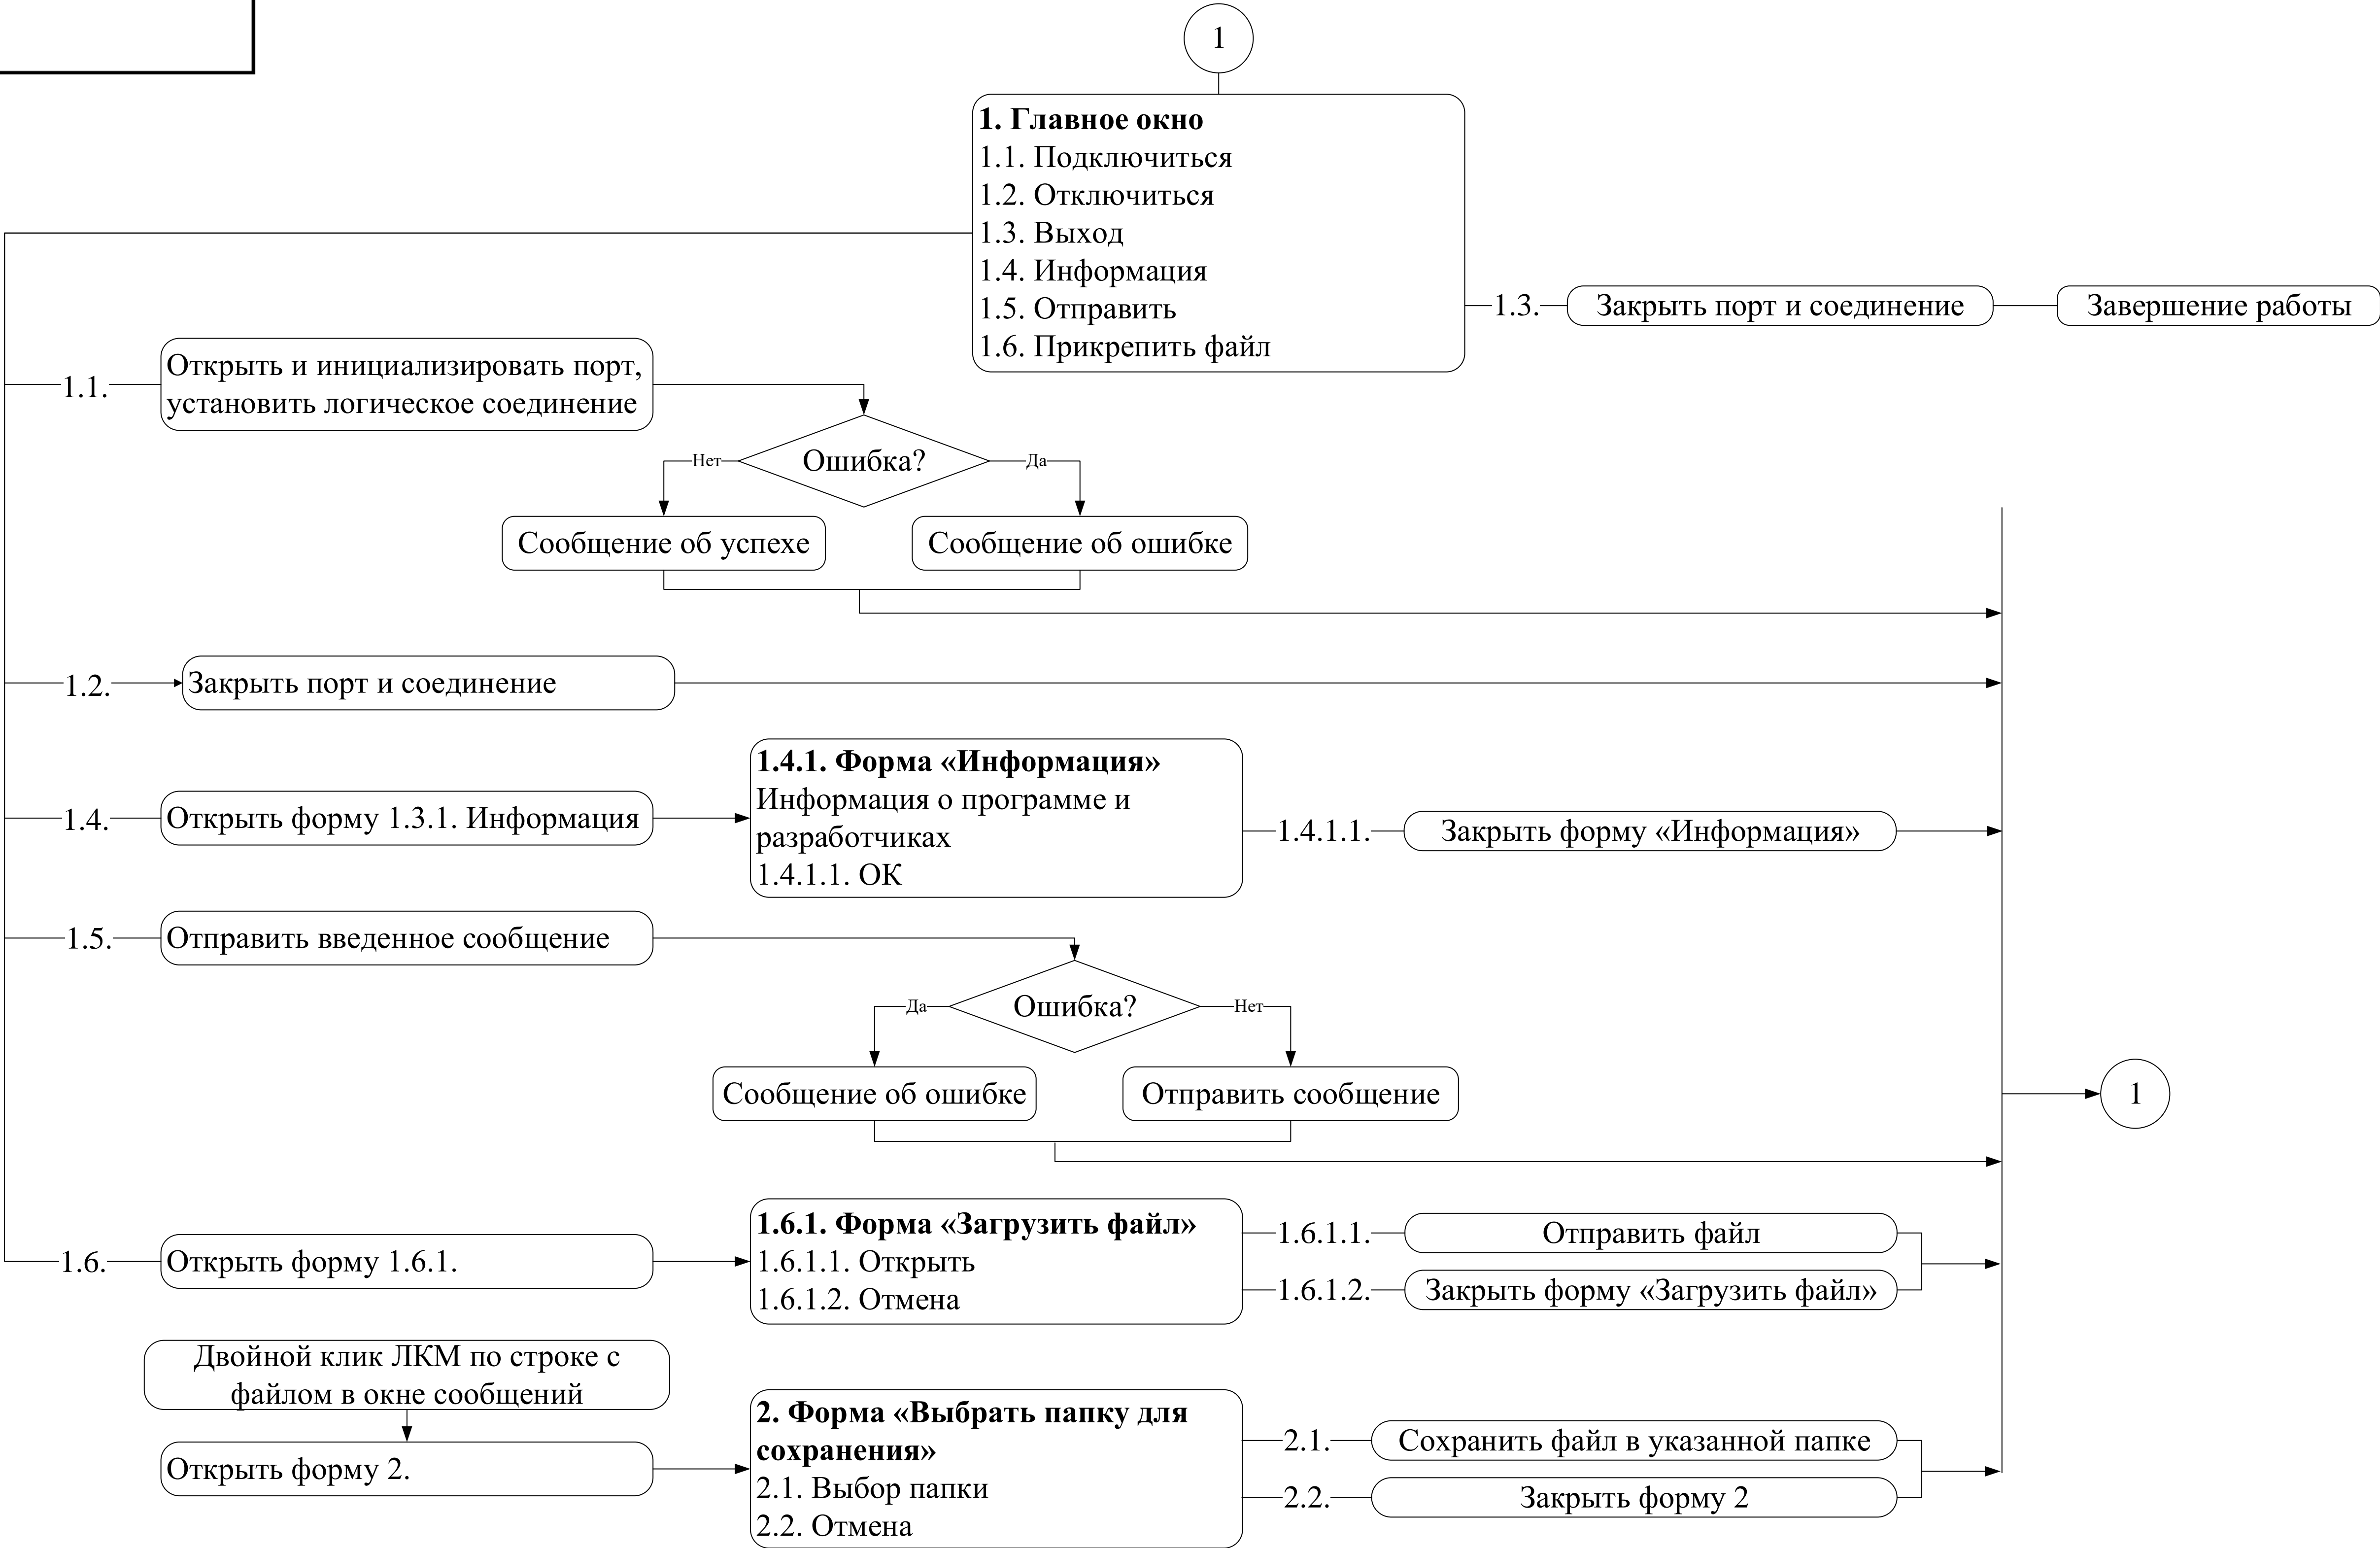 1
1. Главное окно
1.1. Подключиться
1.2. Отключиться
1.3. Выход
1.4. Информация
1.5. Отправить
1.6. Прикрепить файл
1.3.
Закрыть порт и соединение
Завершение работы
1.1.
Открыть и инициализировать порт,
установить логическое соединение
Ошибка?
Нет
Да
Сообщение об успехе
Сообщение об ошибке
1.2.
Закрыть порт и соединение
1.4.
Открыть форму 1.3.1. Информация
1.4.1. Форма «Информация»
Информация о программе и
разработчиках
1.4.1.1. ОК
1.4.1.1.
Закрыть форму «Информация»
1.5.
Отправить введенное сообщение
Ошибка?
Да
Нет
Сообщение об ошибке
Отправить сообщение
1
1.6.
Открыть форму 1.6.1.
1.6.1. Форма «Загрузить файл»
1.6.1.1. Открыть
1.6.1.2. Отмена
1.6.1.1.
Отправить файл
1.6.1.2.
Закрыть форму «Загрузить файл»
Двойной клик ЛКМ по строке с
файлом в окне сообщений
Открыть форму 2.
2. Форма «Выбрать папку для
сохранения»
2.1. Выбор папки
2.2. Отмена
2.1.
Сохранить файл в указанной папке
2.2.
Закрыть форму 2